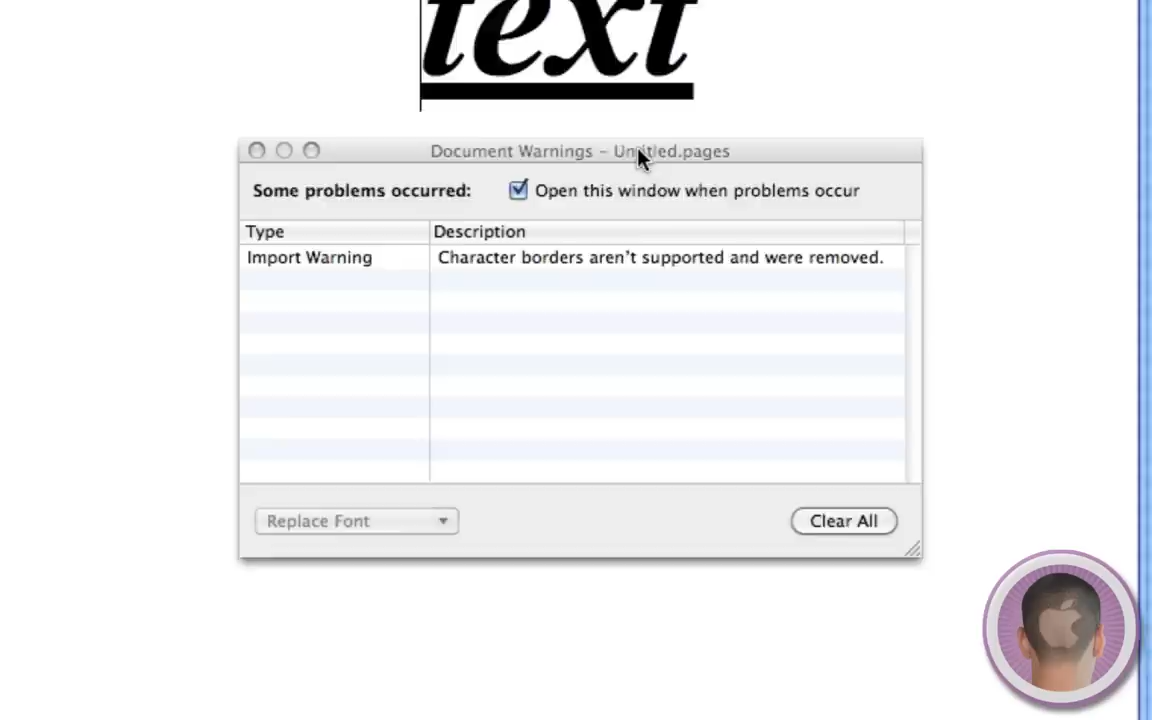 text
Document Warnings – Untitled.pages
Some problems occurred: Open this window when problems occur
Type Description
Import Warning Character borders aren't supported and were removed.
Replace Font Clear All